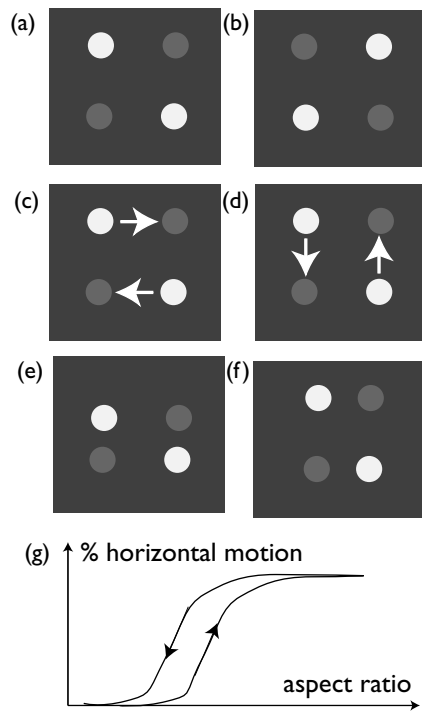 (a) (b)
(c) (d)
(e) (f)
(g) % horizontal motion
aspect ratio